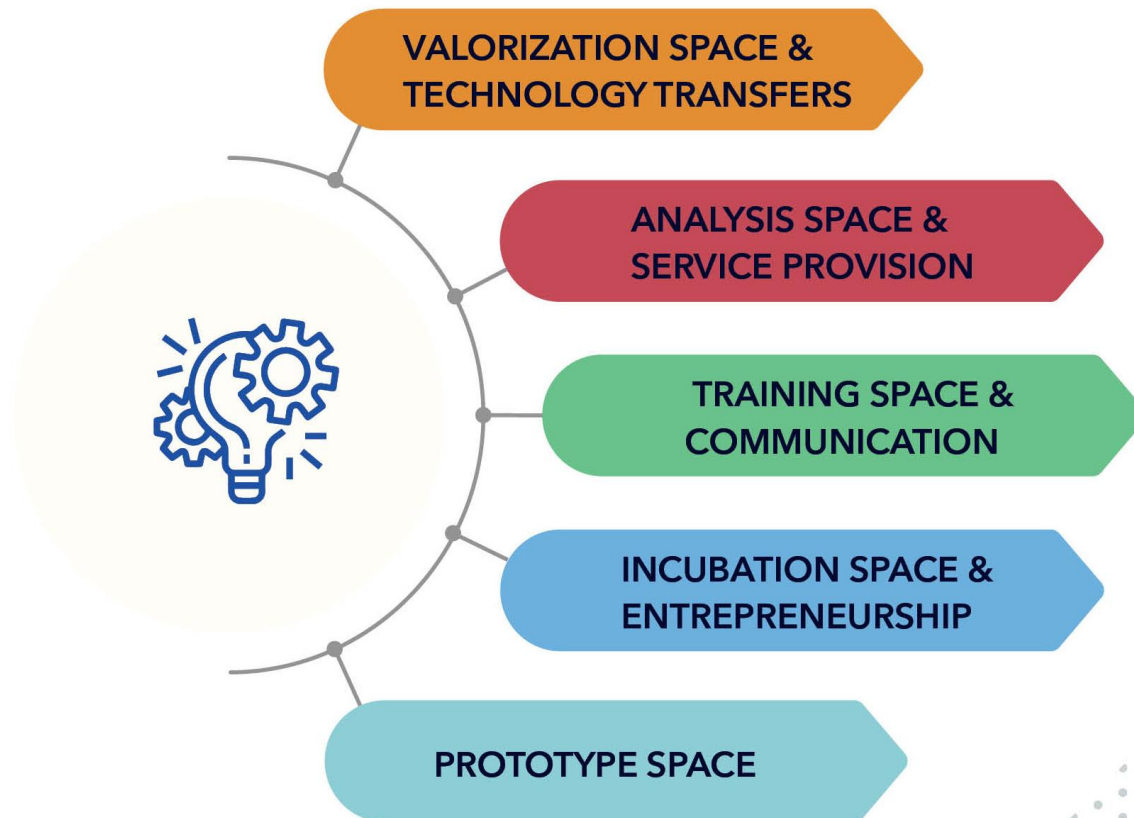 VALORIZATION SPACE &
TECHNOLOGY TRANSFERS
ANALYSIS SPACE &
SERVICE PROVISION
TRAINING SPACE &
COMMUNICATION
INCUBATION SPACE &
ENTREPRENEURSHIP
PROTOTYPE SPACE